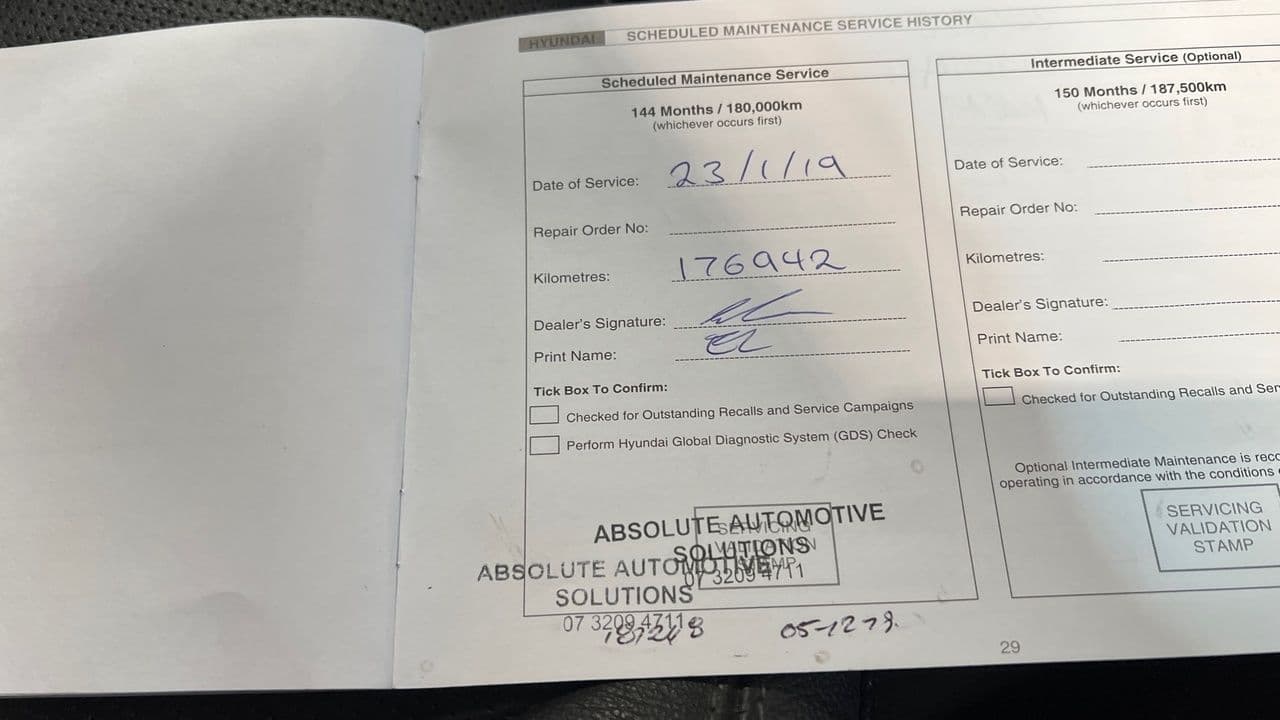 HYUNDAI SCHEDULED MAINTENANCE SERVICE HISTORY
Scheduled Maintenance Service
144 Months / 180,000km
(whichever occurs first)
Date of Service: 23/1/19
Repair Order No:
Kilometres: 176942
Dealer's Signature:
Print Name:
Tick Box To Confirm:
Checked for Outstanding Recalls and Service Campaigns
Perform Hyundai Global Diagnostic System (GDS) Check
SERVICING
VALIDATION
STAMP
ABSOLUTE AUTOMOTIVE
SOLUTIONS
07 3209 4711
ABSOLUTE AUTOMOTIVE
SOLUTIONS
07 3209 4711
Intermediate Service (Optional)
150 Months / 187,500km
(whichever occurs first)
Date of Service:
Repair Order No:
Kilometres:
Dealer's Signature:
Print Name:
Tick Box To Confirm:
Checked for Outstanding Recalls and
Optional Intermediate Maintenance is
operating in accordance with the conditions
SERVICING
VALIDATION
STAMP
29